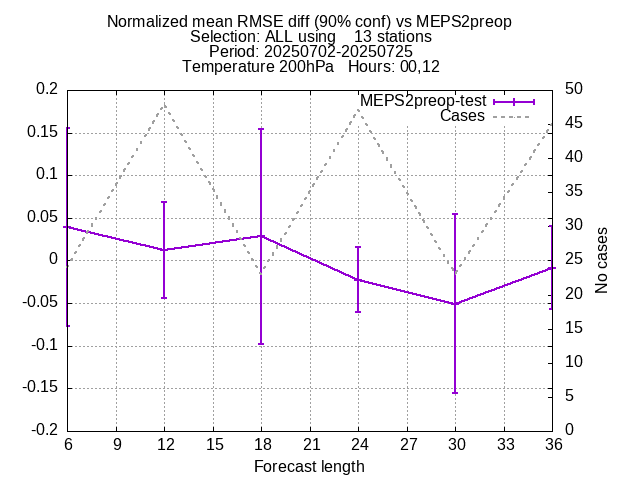 Normalized mean RMSE diff (90% conf) vs MEPS2preop
Selection: ALL using    13 stations
Period: 20250702-20250725
Temperature 200hPa   Hours: 00,12
MEPS2preop-test
Cases
0.2
0.15
0.1
0.05
0
-0.05
-0.1
-0.15
-0.2
50
45
40
35
30
25
20
15
10
5
0
No cases
6 9 12 15 18 21 24 27 30 33 36
Forecast length